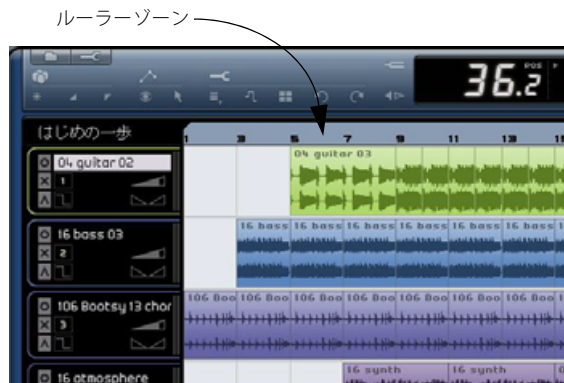 ルーラーゾーン
36.2 POS
はじめの一歩
1 3 5 7 9 11 13 15
04 guitar 02
04 guitar 03
1
16 bass 03
16 bass 16 bass 16 bass 16 bass 16 bass 16 bass
2
106 Bootsy 13 chor
106 Boo 106 Boo 106 Boo 106 Boo 106 Boo 106 Boo 106 Boo
3
16 atmosphere
16 synth 16 synth